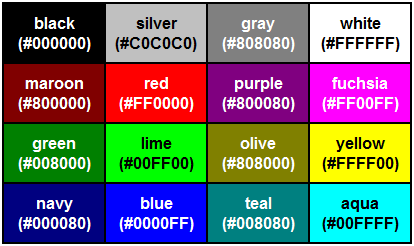 black silver gray white
(#000000) (#C0C0C0) (#808080) (#FFFFFF)
maroon red purple fuchsia
(#800000) (#FF0000) (#800080) (#FF00FF)
green lime olive yellow
(#008000) (#00FF00) (#808000) (#FFFF00)
navy blue teal aqua
(#000080) (#0000FF) (#008080) (#00FFFF)